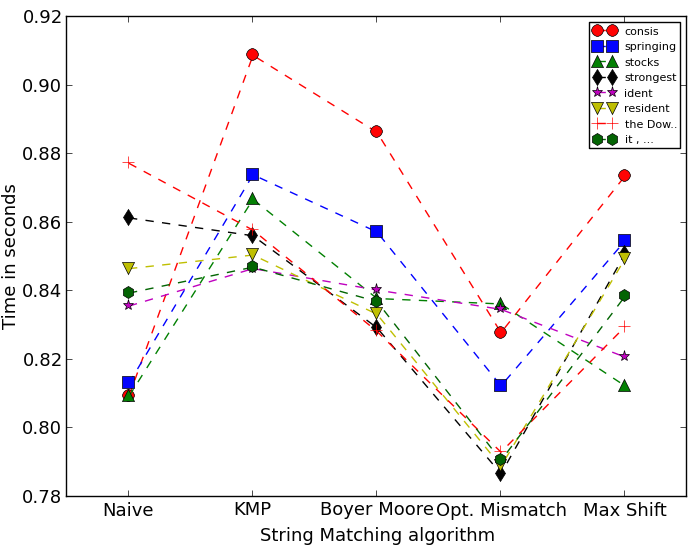 0.92
0.90
0.88
0.86
0.84
0.82
0.80
0.78
Time in seconds
consis
springing
stocks
strongest
ident
resident
the Dow..
it , ...
Naive KMP Boyer Moore Opt. Mismatch Max Shift
String Matching algorithm